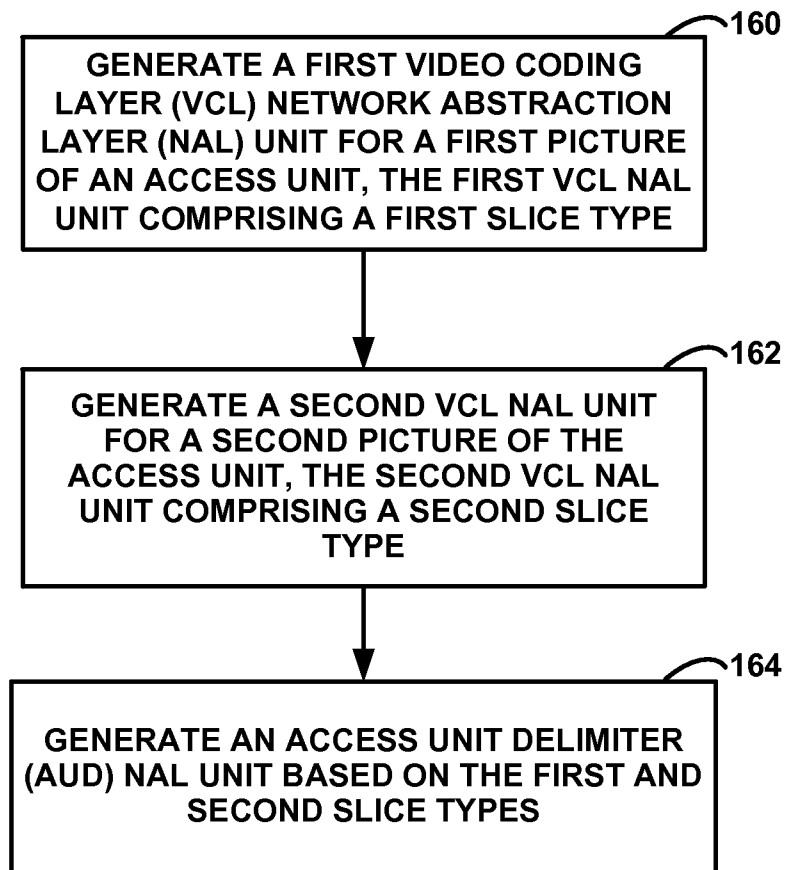 160
GENERATE A FIRST VIDEO CODING
LAYER (VCL) NETWORK ABSTRACTION
LAYER (NAL) UNIT FOR A FIRST PICTURE
OF AN ACCESS UNIT, THE FIRST VCL NAL
UNIT COMPRISING A FIRST SLICE TYPE
162
GENERATE A SECOND VCL NAL UNIT
FOR A SECOND PICTURE OF THE
ACCESS UNIT, THE SECOND VCL NAL
UNIT COMPRISING A SECOND SLICE
TYPE
164
GENERATE AN ACCESS UNIT DELIMITER
(AUD) NAL UNIT BASED ON THE FIRST AND
SECOND SLICE TYPES